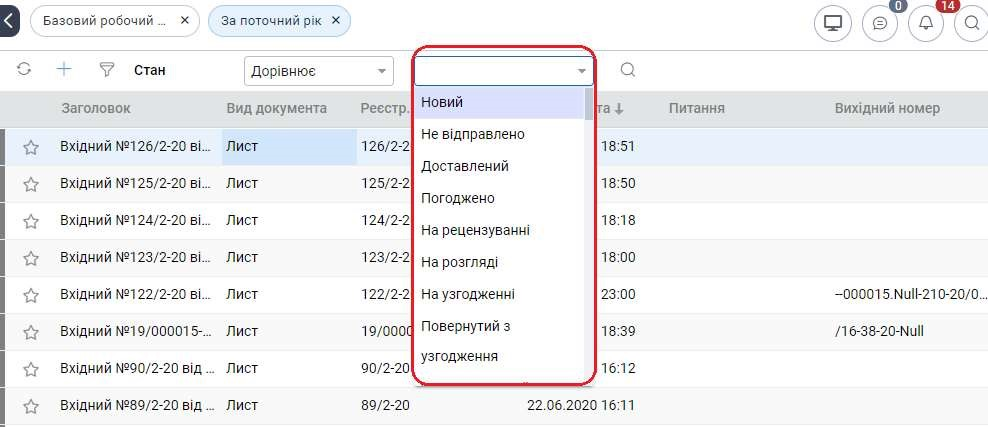 Базовий робочий ... ✕ За поточний рік ✕ 0 14
Стан Дорівнює
Заголовок Вид документа Реєстр. та Питання Вихідний номер
Новий
Вхідний №126/2-20 ві... Лист 126/2-2 18:51
Не відправлено
Доставлений
Вхідний №125/2-20 ві... Лист 125/2-2 18:50
Погоджено
Вхідний №124/2-20 ві... Лист 124/2-2 18:18
На рецензуванні
Вхідний №123/2-20 ві... Лист 123/2-2 18:00
На розгляді
Вхідний №122/2-20 ві... Лист 122/2-2 23:00 --000015.Null-210-20/0...
На узгодженні
Вхідний №19/000015-... Лист 19/0000 18:39 /16-38-20-Null
Повернутий з
узгодження
Вхідний №90/2-20 від ... Лист 90/2-20 16:12
Вхідний №89/2-20 від ... Лист 89/2-20 22.06.2020 16:11